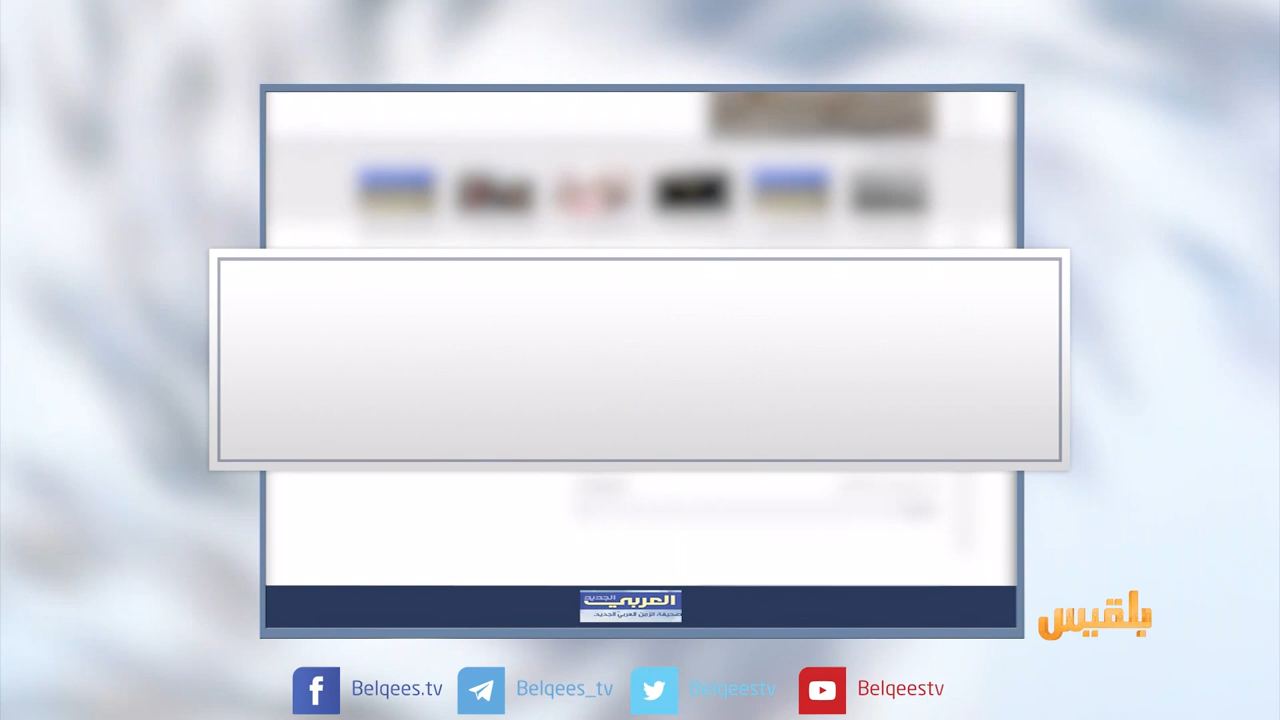 العربي الجديد
صحيفة الزمن العربي الجديد
بلقيس
Belqees.tv
Belqees_tv
Belqeestv
Belqeestv